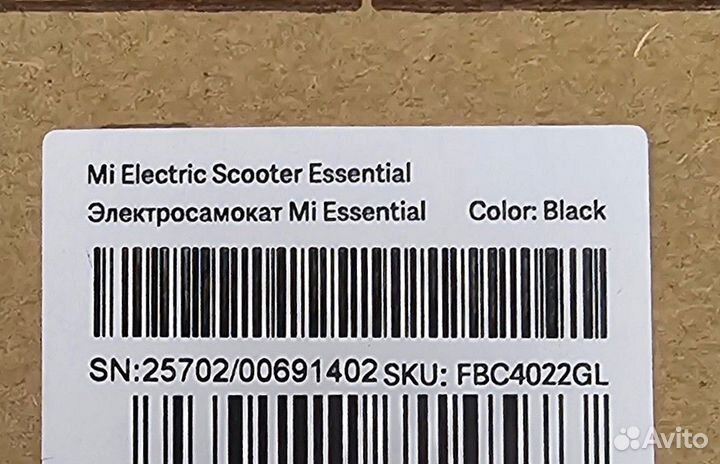 Mi Electric Scooter Essential
Электросамокат Mi Essential Color: Black
SN:25702/00691402 SKU: FBC4022GL
Avito